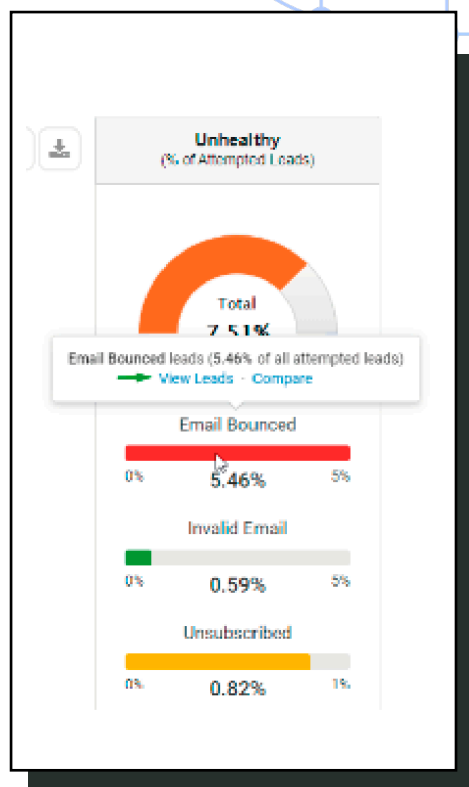 Unhealthy
(% of Attempted Leads)
Total
7.51%
Email Bounced leads (5.46% of all attempted leads)
View Leads - Compare
Email Bounced
0% 5.46% 5%
Invalid Email
0% 0.59% 5%
Unsubscribed
0% 0.82% 1%